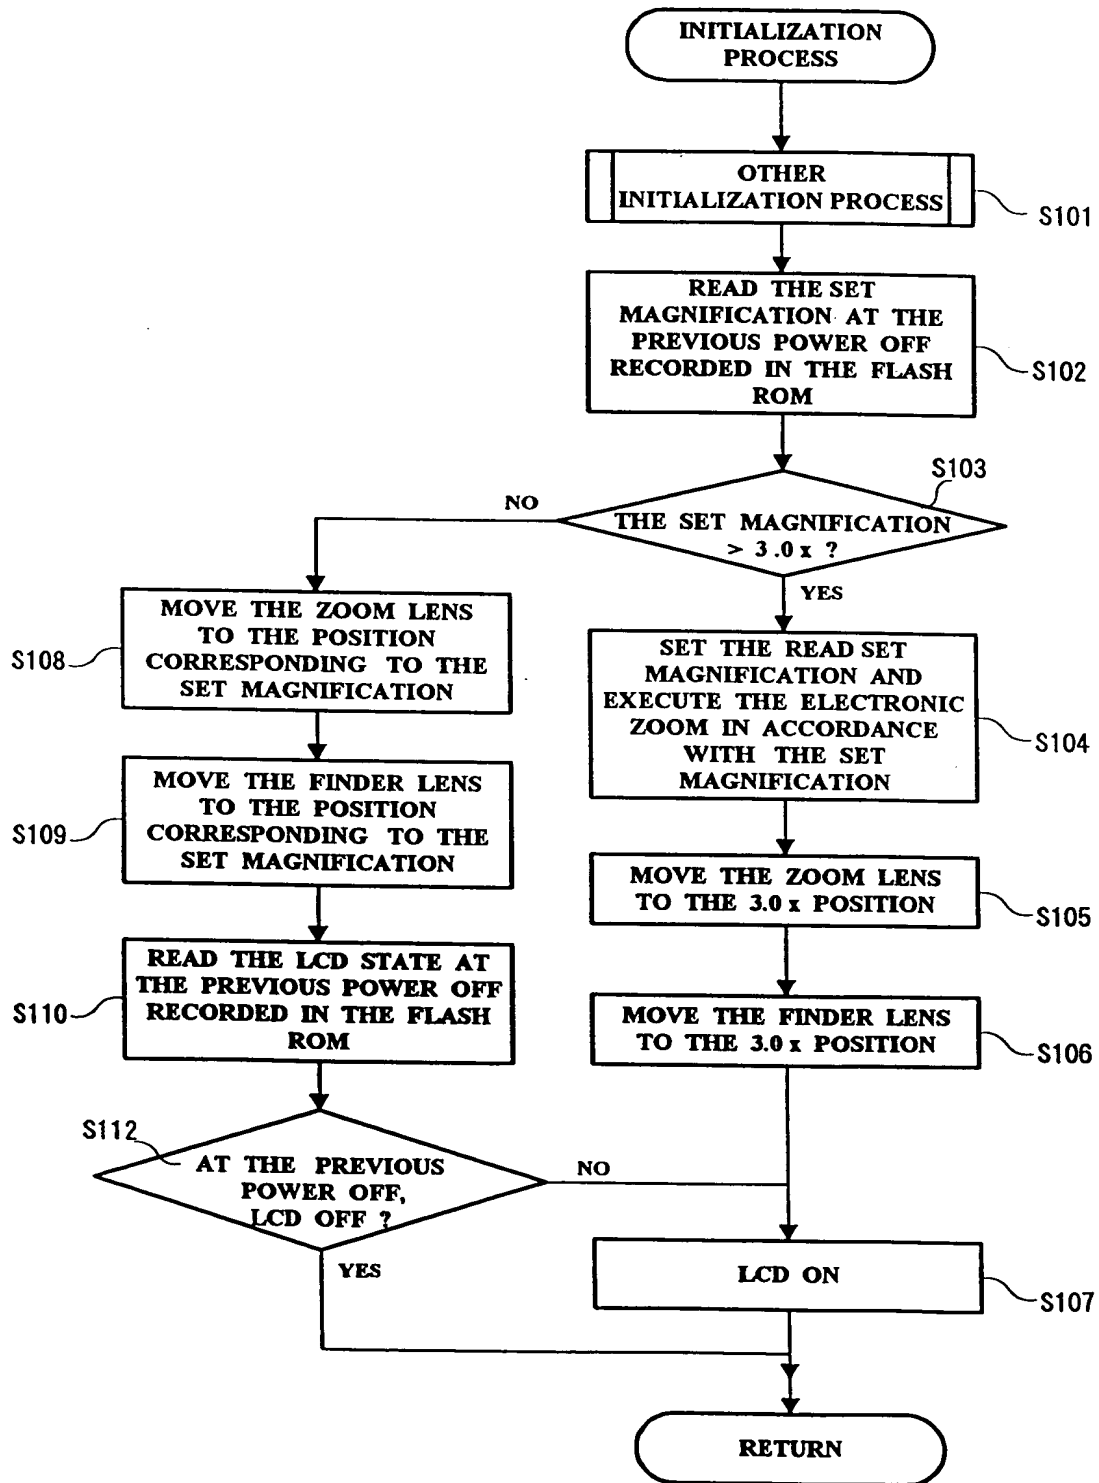 INITIALIZATION
PROCESS
OTHER
INITIALIZATION PROCESS
S101
READ THE SET
MAGNIFICATION AT THE
PREVIOUS POWER OFF
RECORDED IN THE FLASH
ROM
S102
S103
THE SET MAGNIFICATION
> 3.0 x ?
NO
YES
S108
MOVE THE ZOOM LENS
TO THE POSITION
CORRESPONDING TO THE
SET MAGNIFICATION
SET THE READ SET
MAGNIFICATION AND
EXECUTE THE ELECTRONIC
ZOOM IN ACCORDANCE
WITH THE SET
MAGNIFICATION
S104
S109
MOVE THE FINDER LENS
TO THE POSITION
CORRESPONDING TO THE
SET MAGNIFICATION
MOVE THE ZOOM LENS
TO THE 3.0 x POSITION
S105
S110
READ THE LCD STATE AT
THE PREVIOUS POWER OFF
RECORDED IN THE FLASH
ROM
MOVE THE FINDER LENS
TO THE 3.0 x POSITION
S106
S112
AT THE PREVIOUS
POWER OFF,
LCD OFF ?
NO
YES
LCD ON
S107
RETURN